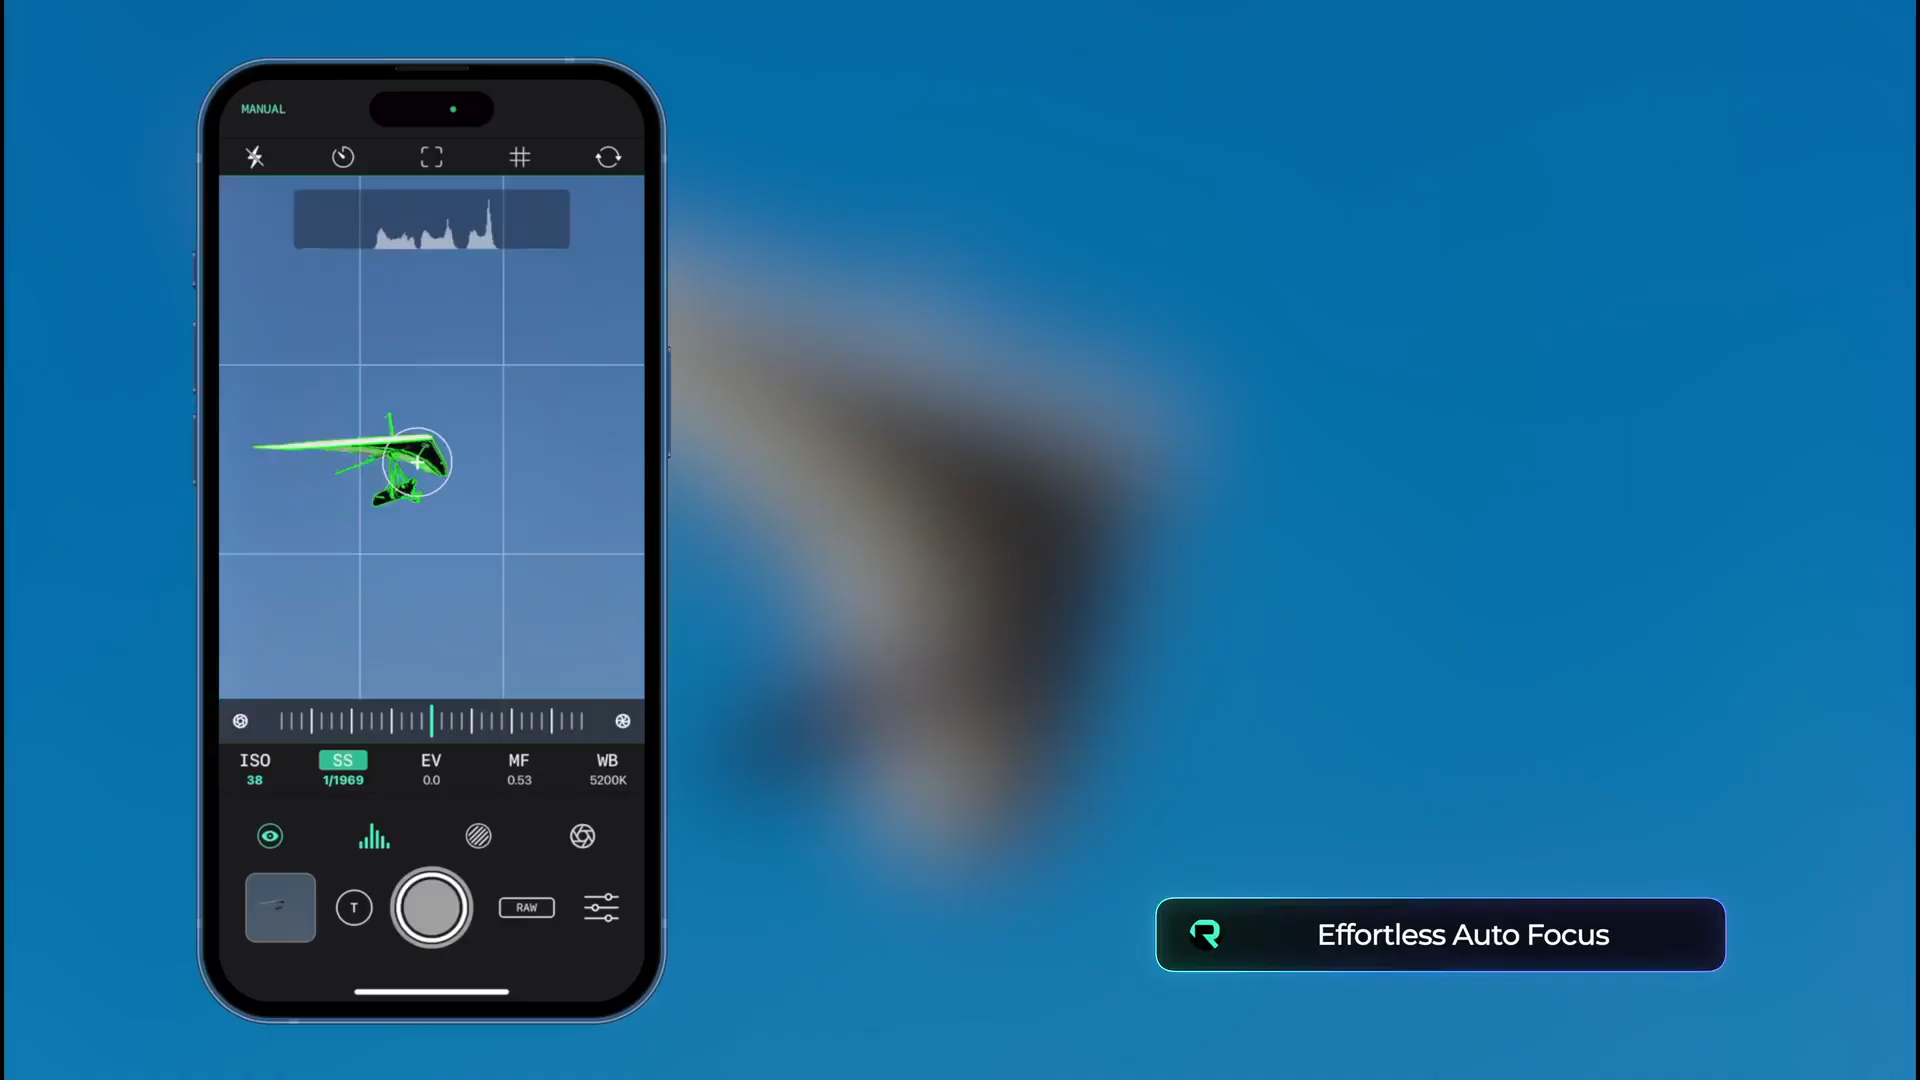 MANUAL
ISO SS EV MF WB
38 1/1969 0.0 0.53 5200K
T RAW
Effortless Auto Focus